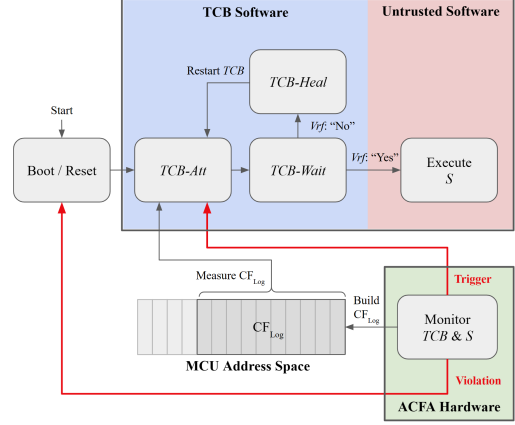 TCB Software
Untrusted Software
Restart TCB
TCB-Heal
Start
Vrf: “No”
Vrf: “Yes”
Boot / Reset
TCB-Att
TCB-Wait
Execute
S
Measure CFLog
Trigger
Build
CFLog
CFLog
Monitor
TCB & S
MCU Address Space
Violation
ACFA Hardware